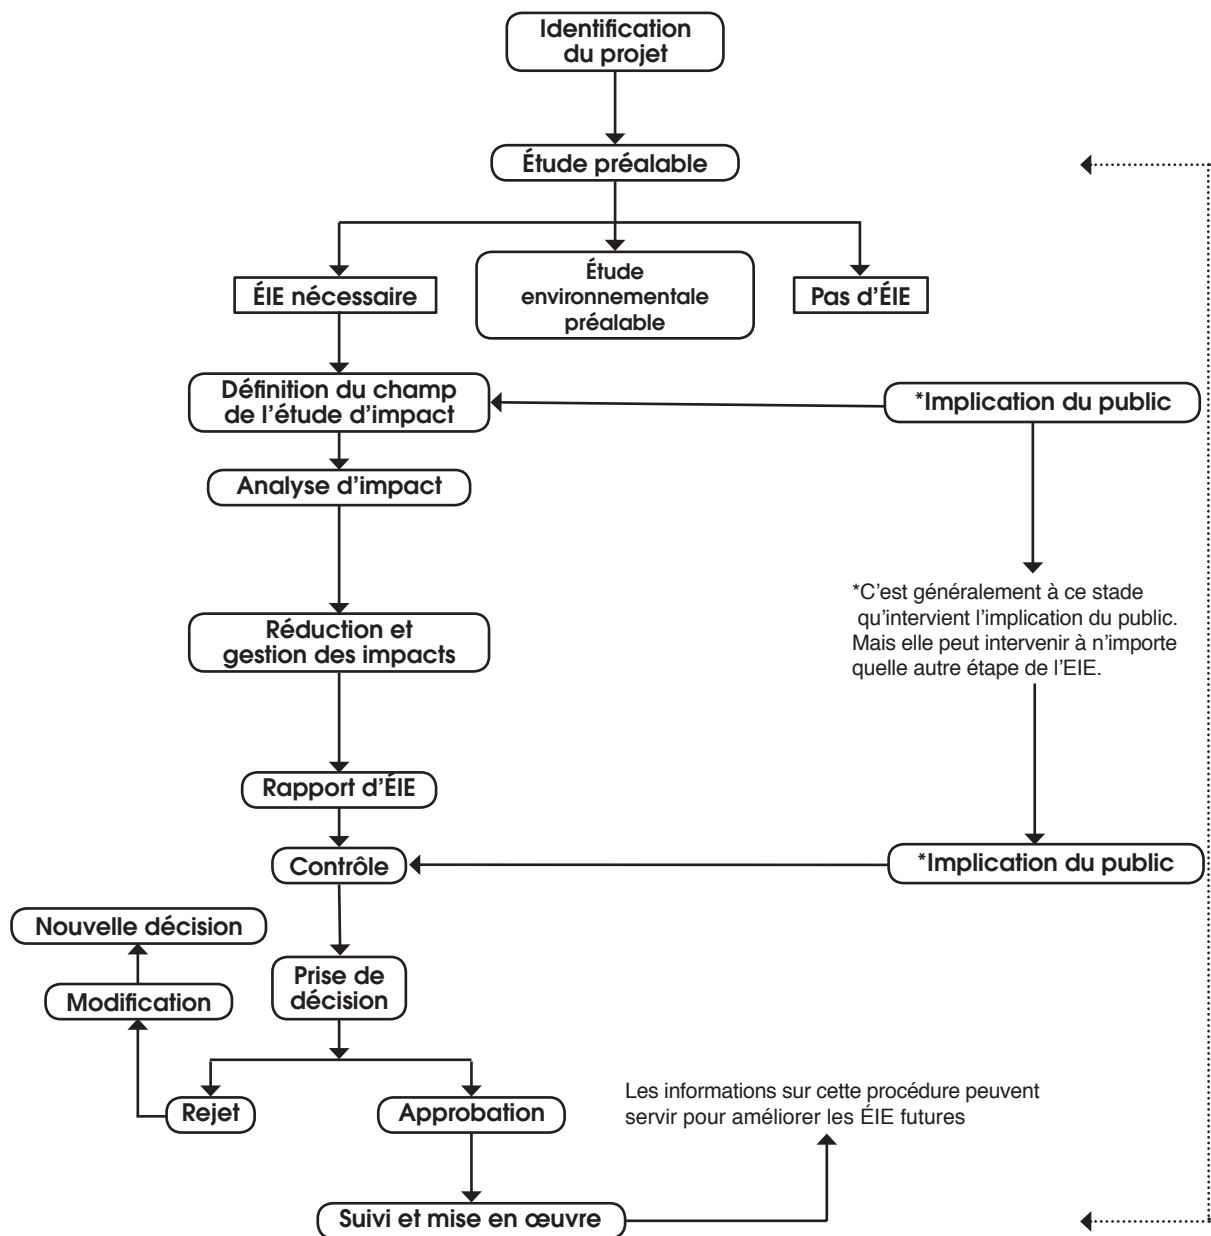 Identification
du projet
Étude préalable
ÉIE nécessaire
Étude
environnementale
préalable
Pas d’ÉIE
Définition du champ
de l’étude d’impact
*Implication du public
Analyse d’impact
*C’est généralement à ce stade
qu’intervient l’implication du public.
Mais elle peut intervenir à n’importe
quelle autre étape de l’EIE.
Réduction et
gestion des impacts
Rapport d’ÉIE
Contrôle
*Implication du public
Nouvelle décision
Modification
Prise de
décision
Rejet
Approbation
Les informations sur cette procédure peuvent
servir pour améliorer les ÉIE futures
Suivi et mise en œuvre